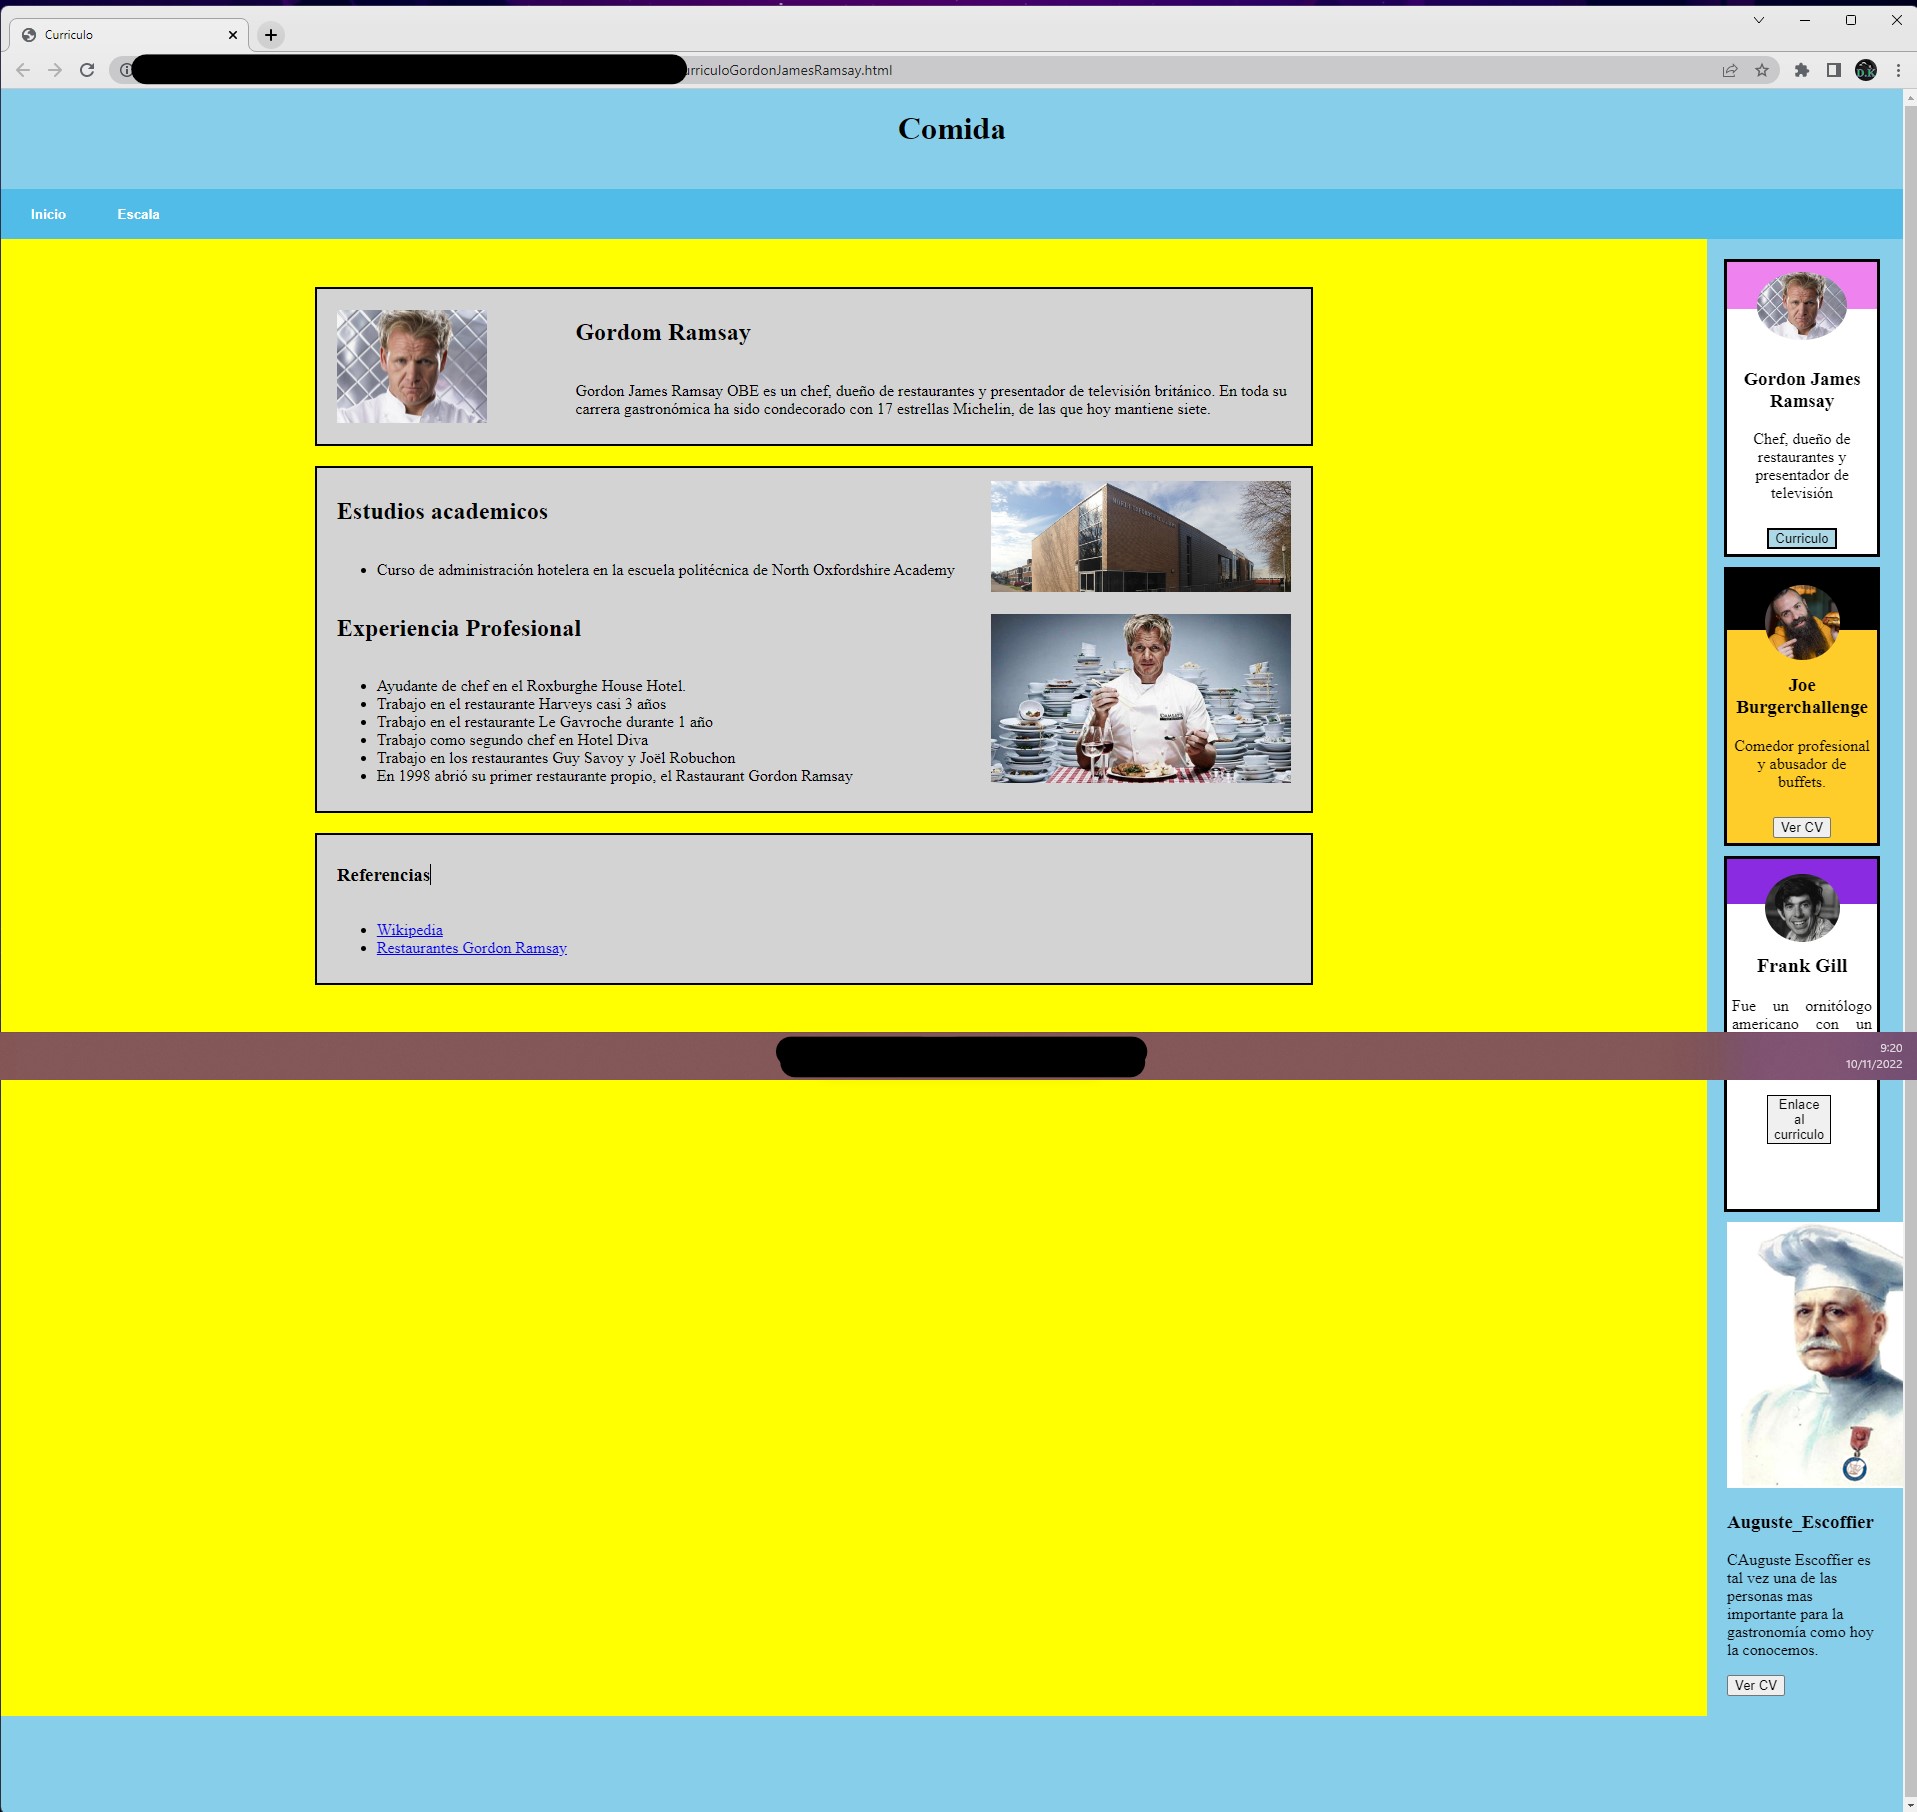 Curriculo
urriculoGordonJamesRamsay.html
D.K
Comida
Inicio
Escala
Gordom Ramsay
Gordon James Ramsay OBE es un chef, dueño de restaurantes y presentador de televisión británico. En toda su
carrera gastronómica ha sido condecorado con 17 estrellas Michelin, de las que hoy mantiene siete.
Estudios academicos
Curso de administración hotelera en la escuela politécnica de North Oxfordshire Academy
Experiencia Profesional
Ayudante de chef en el Roxburghe House Hotel.
Trabajo en el restaurante Harveys casi 3 años
Trabajo en el restaurante Le Gavroche durante 1 año
Trabajo como segundo chef en Hotel Diva
Trabajo en los restaurantes Guy Savoy y Joël Robuchon
En 1998 abrió su primer restaurante propio, el Rastaurant Gordon Ramsay
Referencias
Wikipedia
Restaurantes Gordon Ramsay
Gordon James
Ramsay
Chef, dueño de
restaurantes y
presentador de
televisión
Curriculo
Joe
Burgerchallenge
Comedor profesional
y abusador de
buffets.
Ver CV
Frank Gill
Fue un ornitólogo
americano con un
9:20
10/11/2022
Enlace
al
curriculo
Auguste_Escoffier
CAuguste Escoffier es
tal vez una de las
personas mas
importante para la
gastronomía como hoy
la conocemos.
Ver CV